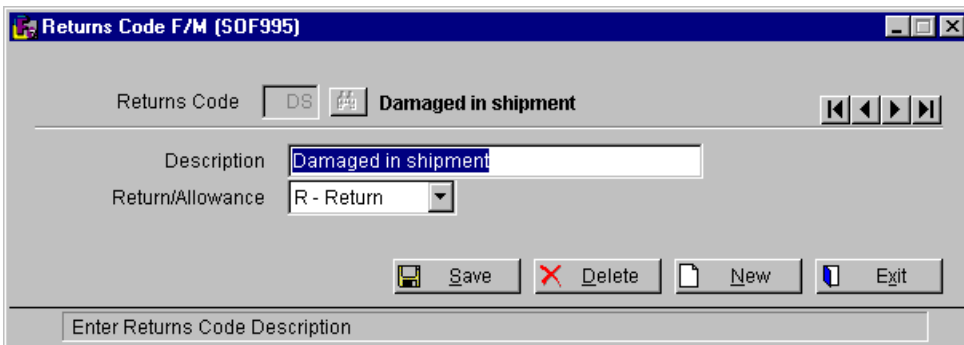 Returns Code F/M (SOF995)
Returns Code DS Damaged in shipment
Description Damaged in shipment
Return/Allowance R - Return
Save Delete New Exit
Enter Returns Code Description